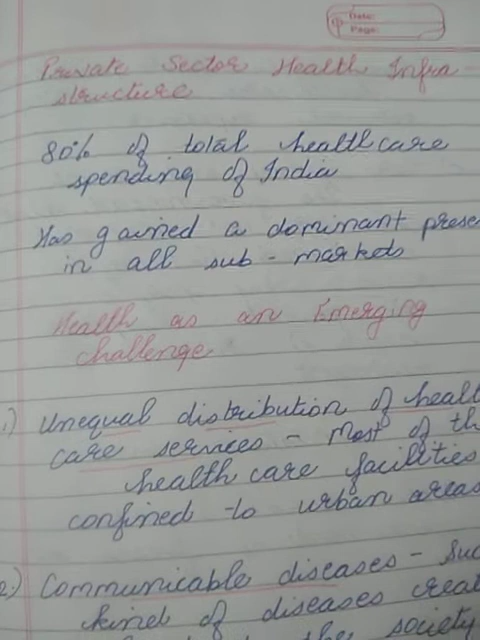 Date:
Page:
Private Sector Health Infra-
structure
80% of total healthcare
spending of India
Has gained a dominant prese
in all sub-markets
Health as an Emerging
challenge
1.) Unequal distribution of healt
care services - Most of th
health care facilities
confined to urban areas
2.) Communicable diseases - Suc
kind of diseases creat
the society